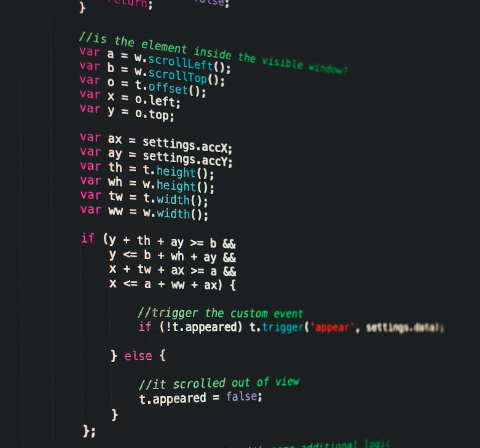 return;
false;
}
//is the element inside the visible window?
var a = w.scrollLeft();
var b = w.scrollTop();
var o = t.offset();
var x = o.left;
var y = o.top;
var ax = settings.accX;
var ay = settings.accY;
var th = t.height();
var wh = w.height();
var tw = t.width();
var ww = w.width();
if (y + th + ay >= b &&
y <= b + wh + ay &&
x + tw + ax >= a &&
x <= a + ww + ax) {
//trigger the custom event
if (!t.appeared) t.trigger('appear', settings.data);
} else {
//it scrolled out of view
t.appeared = false;
}
};
with some additional logic